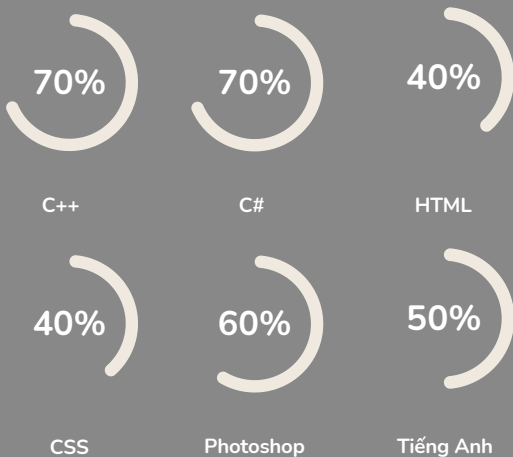 70%
70%
40%
C++
C#
HTML
40%
60%
50%
CSS
Photoshop
Tiếng Anh